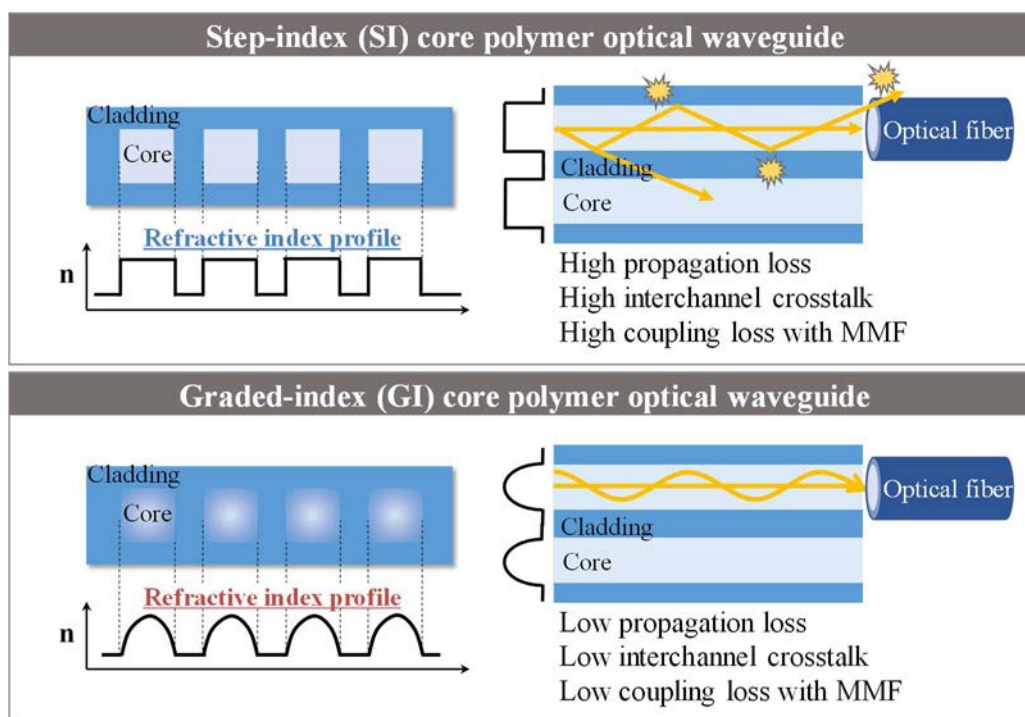 Step-index (SI) core polymer optical waveguide
Cladding
Core
Refractive index profile
n
Optical fiber
Cladding
Core
High propagation loss
High interchannel crosstalk
High coupling loss with MMF
Graded-index (GI) core polymer optical waveguide
Cladding
Core
Refractive index profile
n
Optical fiber
Cladding
Core
Low propagation loss
Low interchannel crosstalk
Low coupling loss with MMF